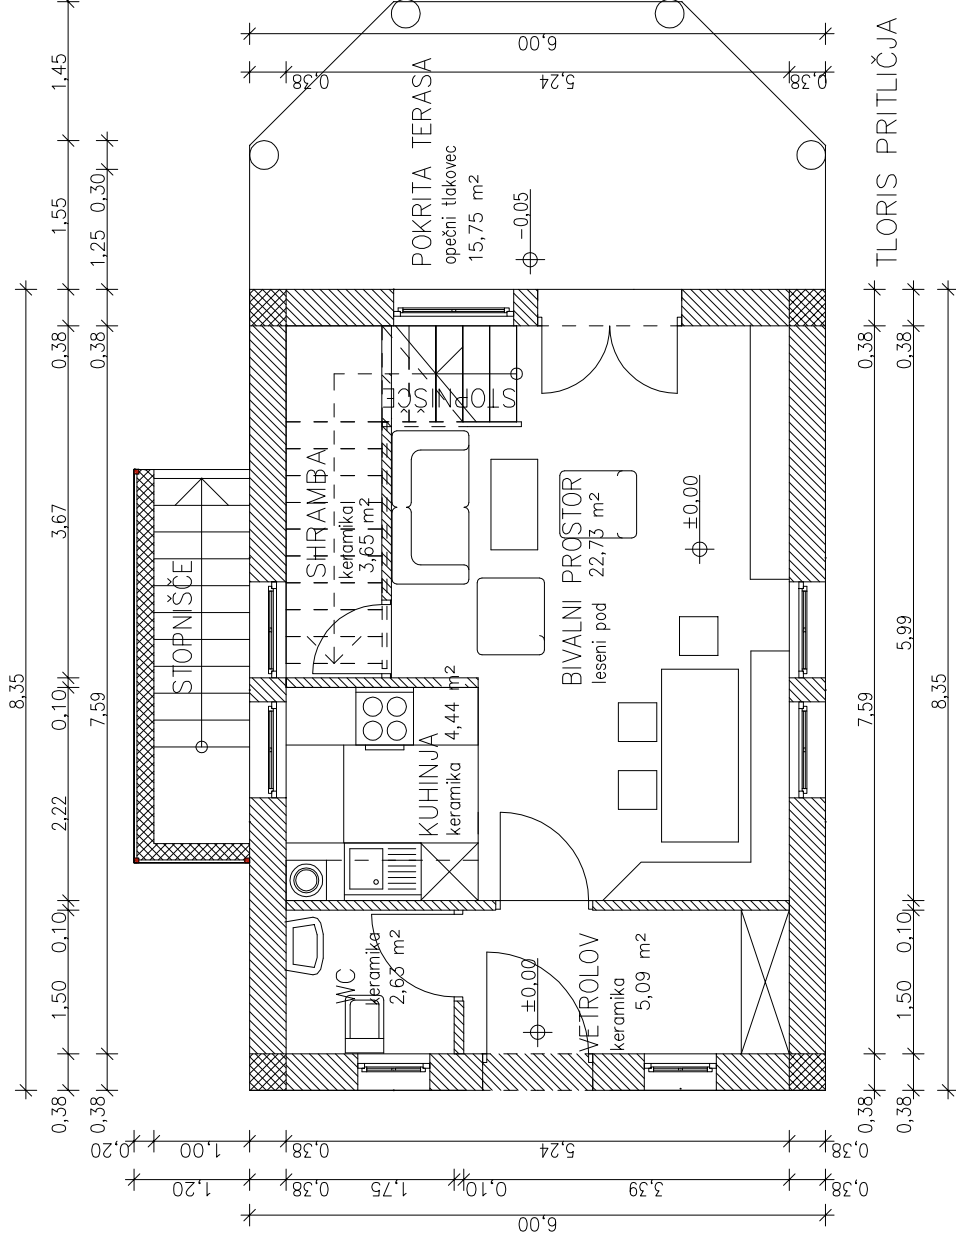 TLORIS PRITLIČJA
POKRITA TERASA
opečni tlakovec
15,75 m²
-0,05
STOPNIŠČE
SHRAMBA
keramika
3,65 m²
STOPNIŠČE
BIVALNI PROSTOR
22,73 m²
leseni pod
±0,00
KUHINJA
4,44 m²
keramika
WC
keramika
2,63 m²
VETROLOV
keramika
5,09 m²
±0,00
6,00
0,38 5,24 0,38
8,35
0,38 1,50 0,10 2,22 0,10 3,67 0,38 1,55 1,45
0,38 7,59 0,38 1,25 0,30
0,38 7,59 0,38
0,38 1,50 0,10 5,99 0,38
8,35
0,20 1,00 0,38 5,24 0,38
1,20 0,38 1,75 0,10 3,39 0,38
6,00